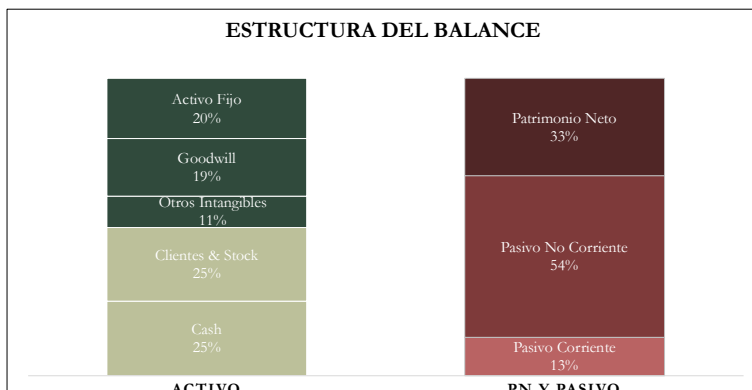 ESTRUCTURA DEL BALANCE
Activo Fijo
20%
Goodwill
19%
Otros Intangibles
11%
Clientes & Stock
25%
Cash
25%
ACTIVO
Patrimonio Neto
33%
Pasivo No Corriente
54%
Pasivo Corriente
13%
PN Y PASIVO